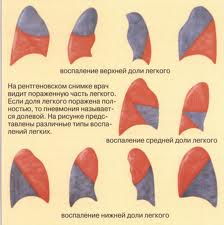 воспаление верхней доли легкого
На рентгеновском снимке врач
видит пораженную часть легкого.
Если доля легкого поражена пол-
ностью, то пневмония называет-
ся долевой. На рисунке пред-
ставлены различные типы воспа-
лений легких.
воспаление средней доли легкого
воспаление нижней доли легкого